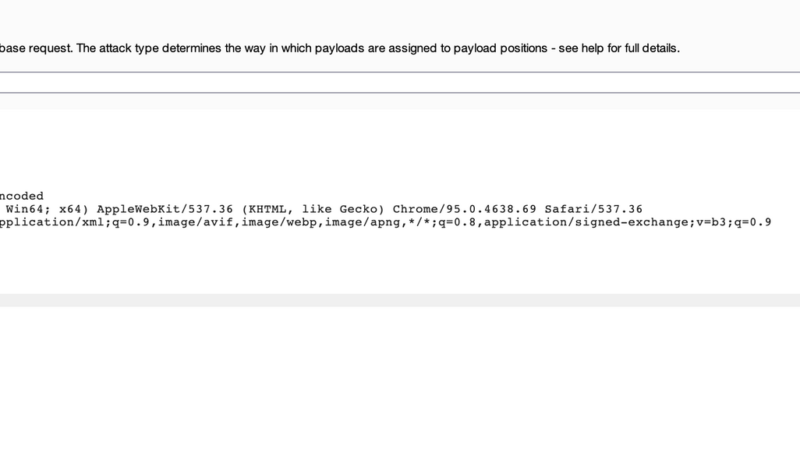 base request. The attack type determines the way in which payloads are assigned to payload positions - see help for full details.
ncoded
Win64; x64) AppleWebKit/537.36 (KHTML, like Gecko) Chrome/95.0.4638.69 Safari/537.36
pplication/xml;q=0.9,image/avif,image/webp,image/apng,*/*;q=0.8,application/signed-exchange;v=b3;q=0.9